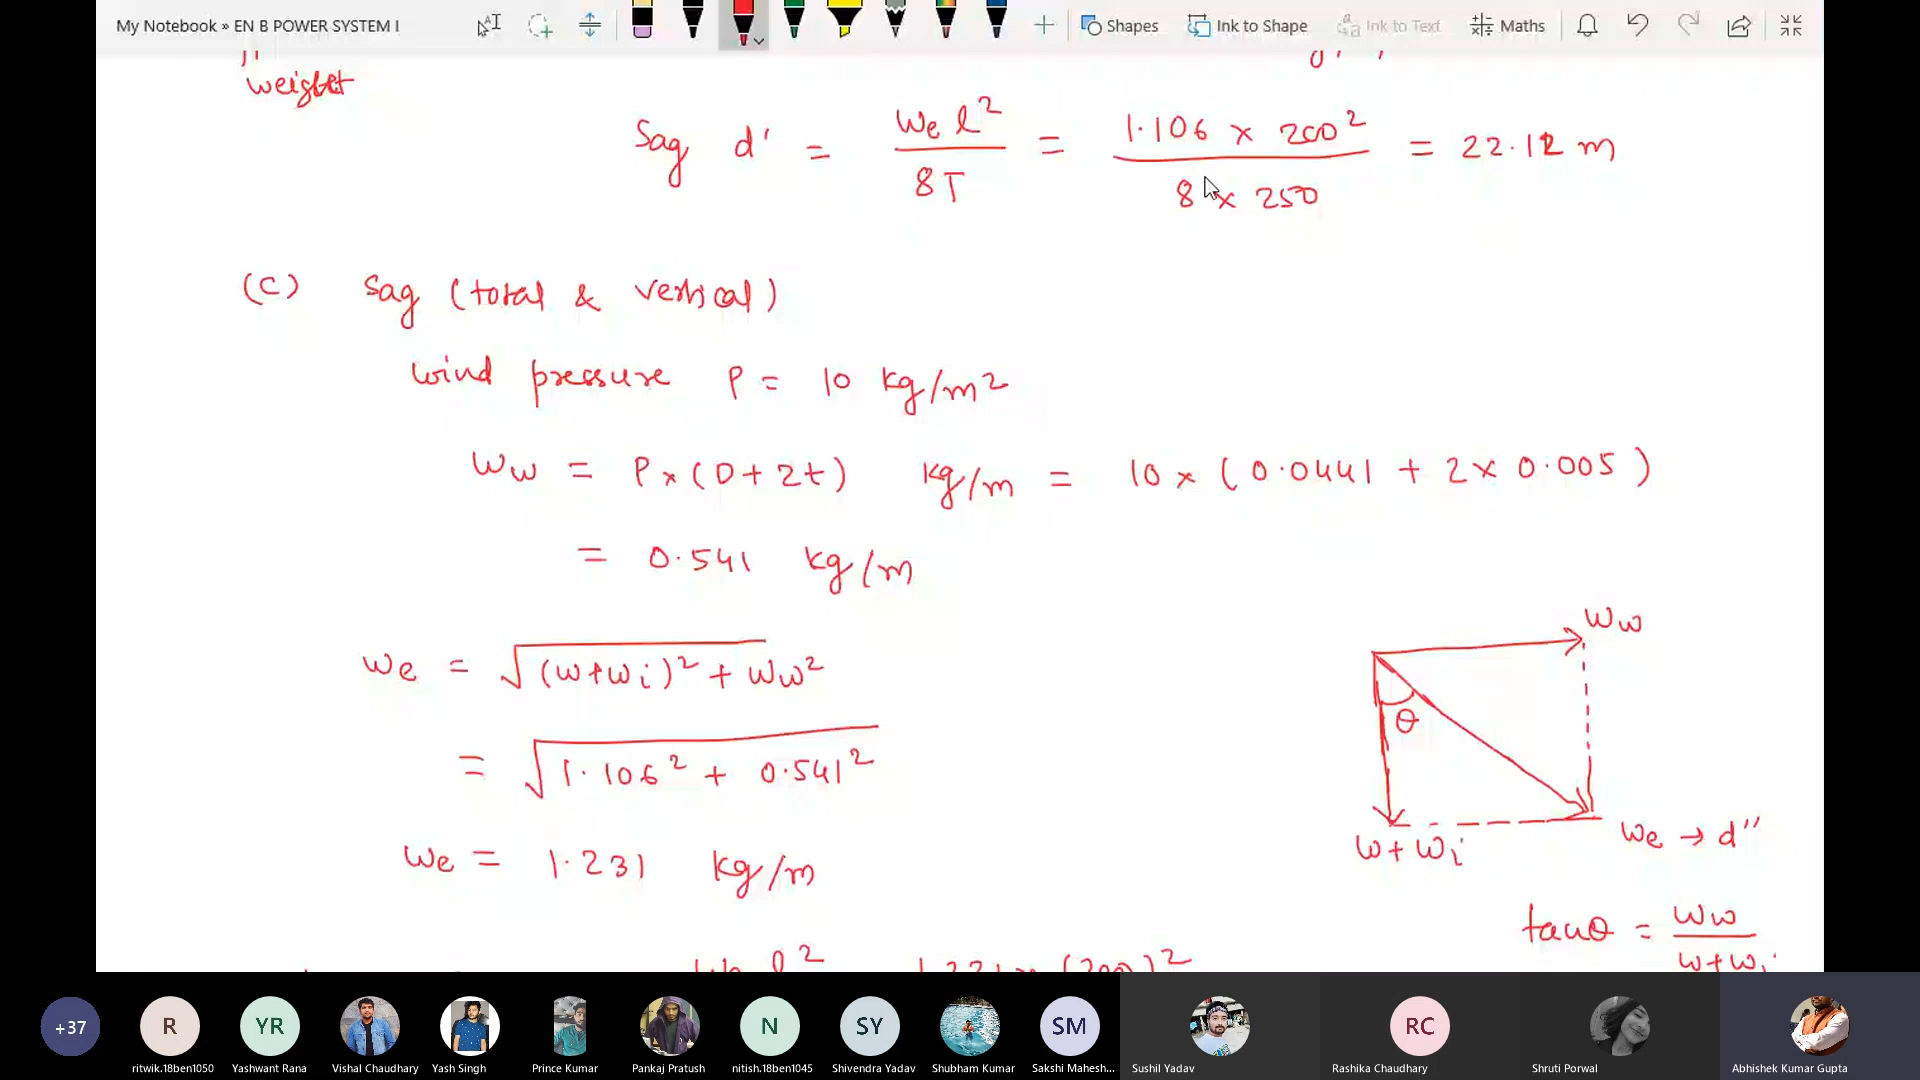 My Notebook » EN B POWER SYSTEM I
Shapes
Ink to Shape
Ink to Text
Maths
weight
Sag d' = We l² / 8T = 1.106 x 200² / 8 x 250 = 22.12 m
(C) Sag (total & vertical)
wind pressure P = 10 kg/m²
Ww = P x (D + 2t) kg/m = 10 x (0.0441 + 2 x 0.005)
= 0.541 kg/m
Ww
We = √(w+wi)² + Ww²
θ
= √1.106² + 0.541²
w + wi
We → d''
We = 1.231 kg/m
tanθ = Ww / w+wi
+37
R
YR
N
SY
SM
RC
ritwik.18ben1050
Yashwant Rana
Vishal Chaudhary
Yash Singh
Prince Kumar
Pankaj Pratush
nitish.18ben1045
Shivendra Yadav
Shubham Kumar
Sakshi Mahesh...
Sushil Yadav
Rashika Chaudhary
Shruti Porwal
Abhishek Kumar Gupta